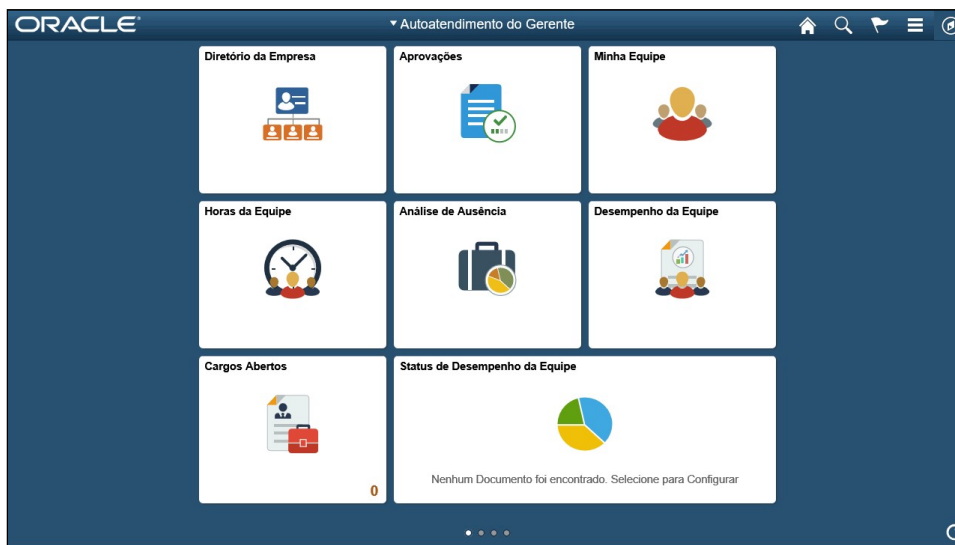 ORACLE
Autoatendimento do Gerente
Diretório da Empresa
Aprovações
Minha Equipe
Horas da Equipe
Análise de Ausência
Desempenho da Equipe
Cargos Abertos
0
Status de Desempenho da Equipe
Nenhum Documento foi encontrado. Selecione para Configurar